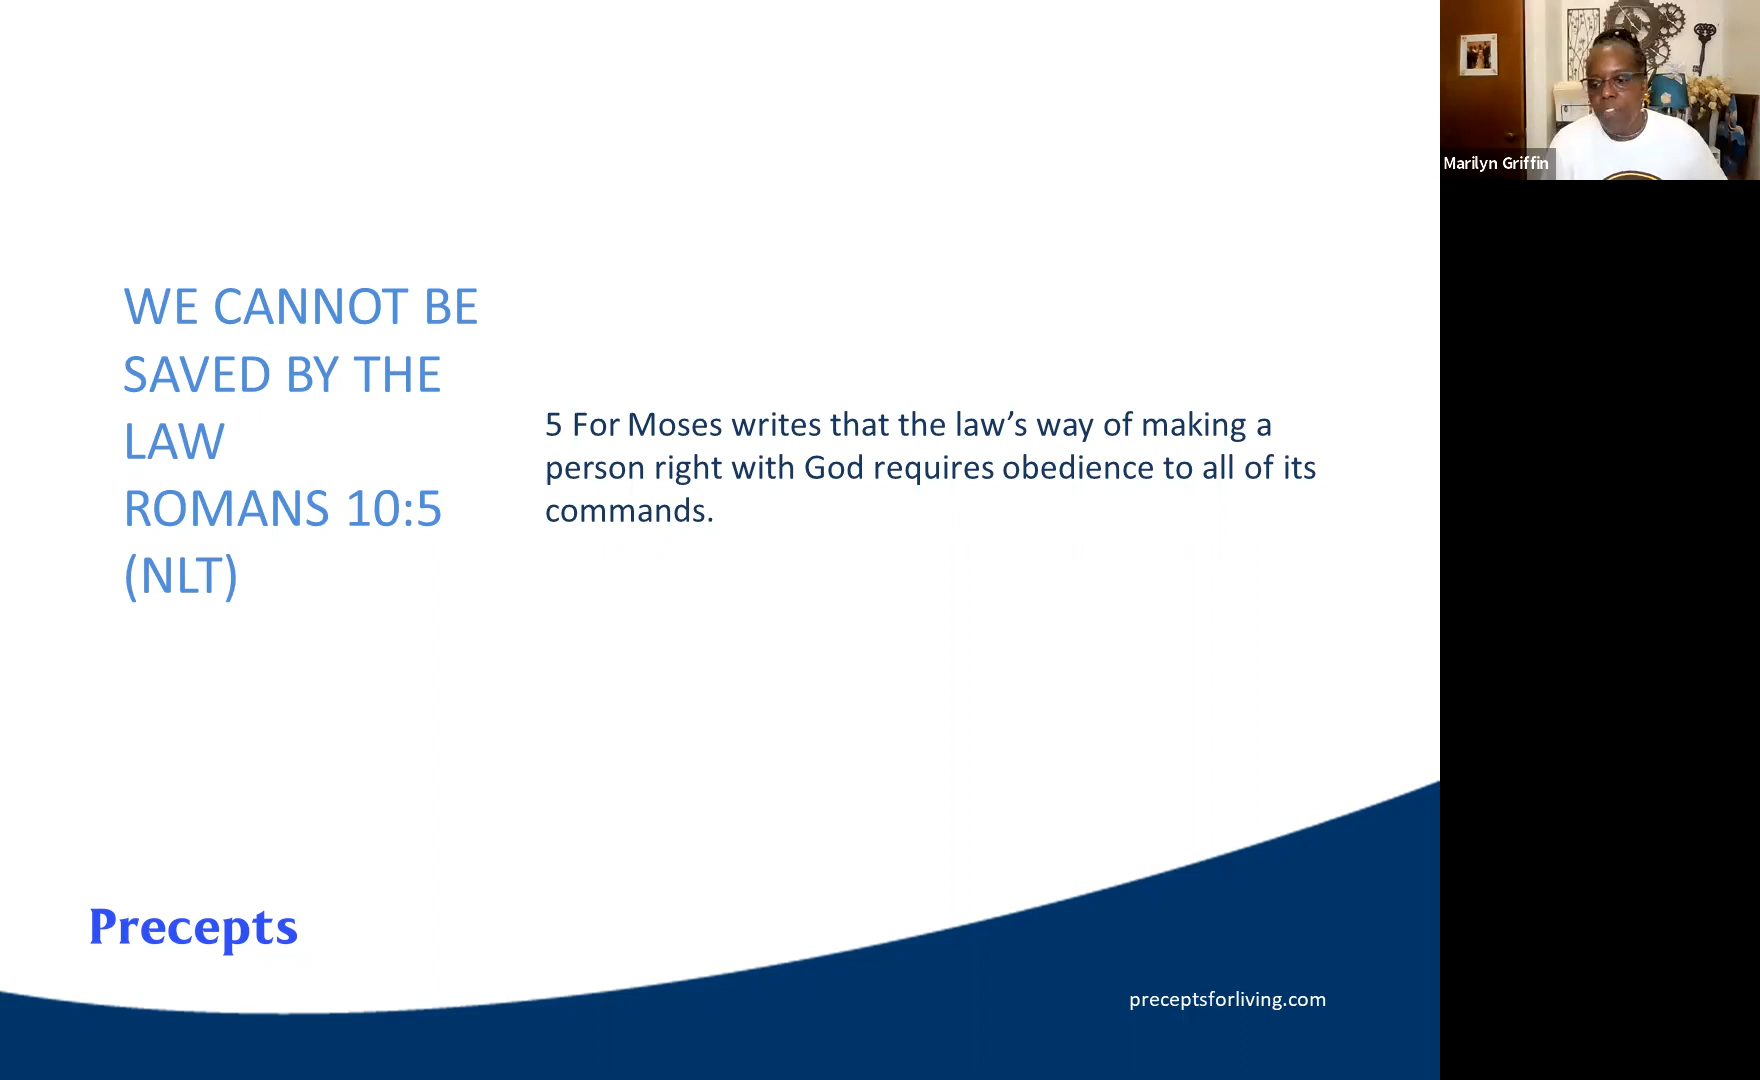 WE CANNOT BE
SAVED BY THE
LAW
ROMANS 10:5
(NLT)
5 For Moses writes that the law’s way of making a
person right with God requires obedience to all of its
commands.
Precepts
preceptsforliving.com
Marilyn Griffin